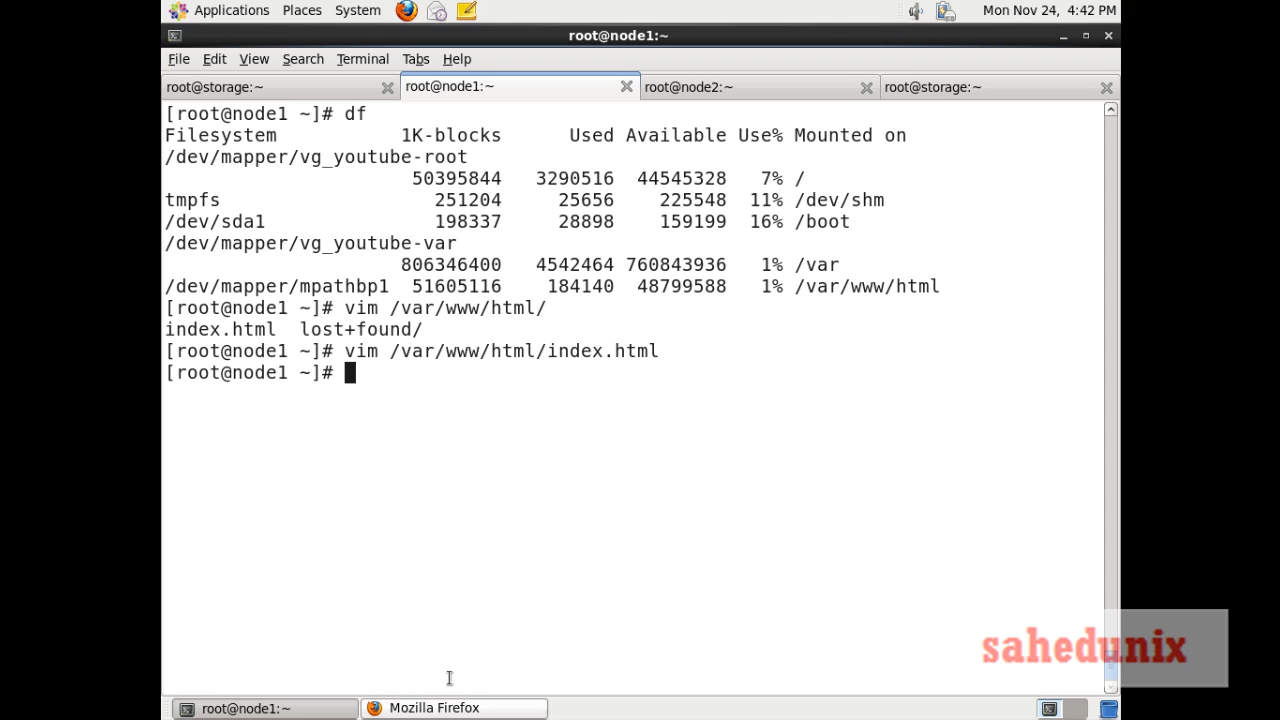 Applications Places System Mon Nov 24, 4:42 PM
root@node1:~
File Edit View Search Terminal Tabs Help
root@storage:~ root@node1:~ root@node2:~ root@storage:~
[root@node1 ~]# df
Filesystem 1K-blocks Used Available Use% Mounted on
/dev/mapper/vg_youtube-root
50395844 3290516 44545328 7% /
tmpfs 251204 25656 225548 11% /dev/shm
/dev/sda1 198337 28898 159199 16% /boot
/dev/mapper/vg_youtube-var
806346400 4542464 760843936 1% /var
/dev/mapper/mpathbp1 51605116 184140 48799588 1% /var/www/html
[root@node1 ~]# vim /var/www/html/
index.html lost+found/
[root@node1 ~]# vim /var/www/html/index.html
[root@node1 ~]#
sahedunix
root@node1:~ Mozilla Firefox